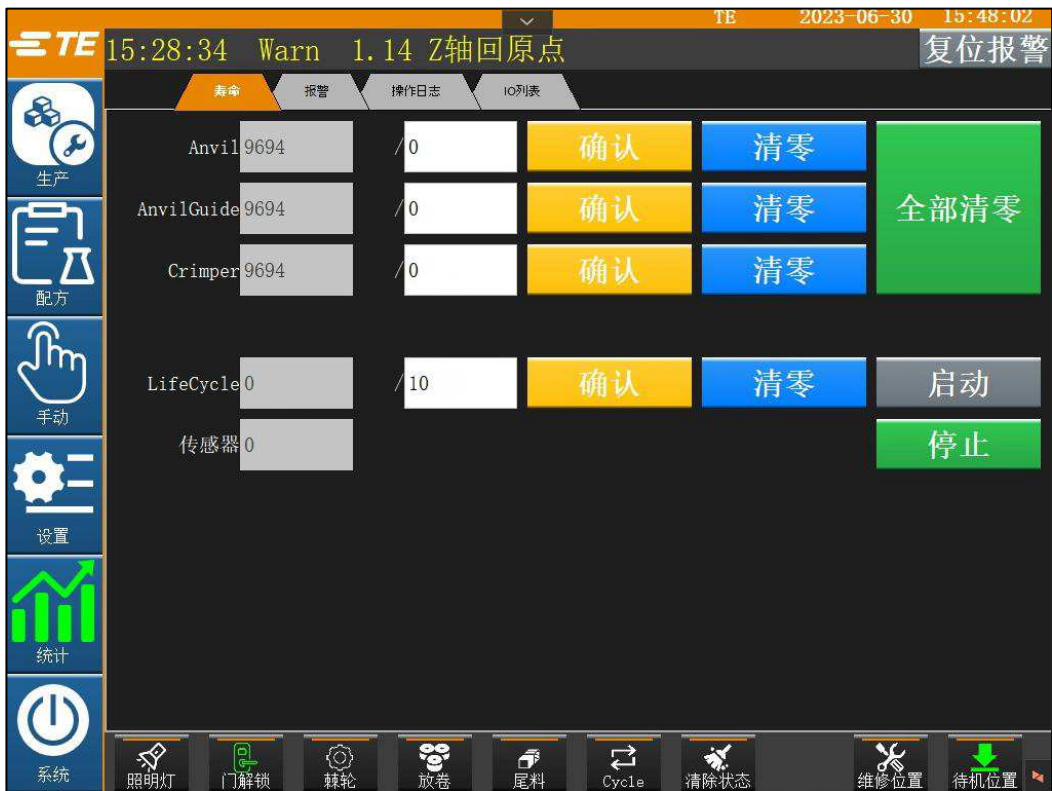 TE 2023-06-30 15:48:02
TE 15:28:34 Warn 1.14 Z轴回原点 复位报警
寿命 报警 操作日志 IO列表
生产
配方
手动
设置
统计
系统
Anvil 9694 / 0 确认 清零
AnvilGuide 9694 / 0 确认 清零
Crimper 9694 / 0 确认 清零
全部清零
LifeCycle 0 / 10 确认 清零 启动
传感器 0 停止
照明灯 门解锁 棘轮 放卷 尾料 Cycle 清除状态 维修位置 待机位置